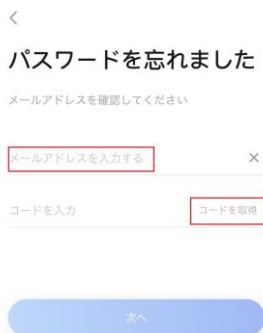 パスワードを忘れました
メールアドレスを確認してください
メールアドレスを入力する
コードを入力 コードを取得
次へ